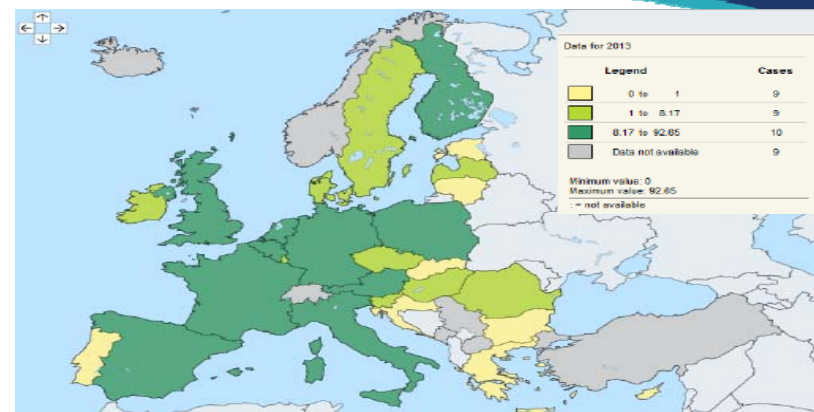 Data for 2013
Legend Cases
0 to 1 9
1 to 8.17 9
8.17 to 92.65 10
Data not available 9
Minimum value: 0
Maximum value: 92.65
: = not available